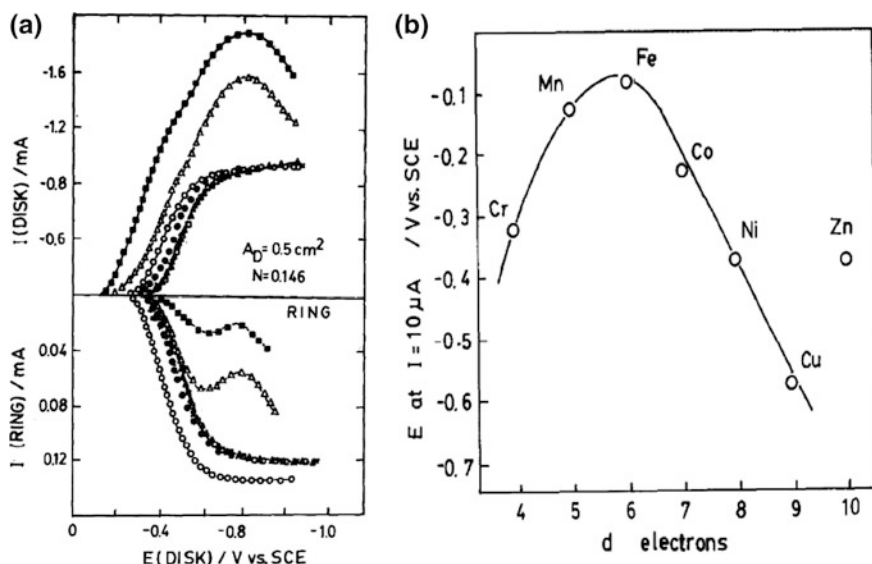 (a)
I (DISK) / mA
-1.6
-1.2
-0.8
-0.6
A_D = 0.5 cm²
N = 0.146
RING
I (RING) / mA
0.04
0.08
0.12
0
-0.4
-0.8
-1.0
E (DISK) / V vs. SCE
(b)
E at I = 10 µA / V vs. SCE
-0.1
-0.2
-0.3
-0.4
-0.5
-0.6
-0.7
Cr
Mn
Fe
Co
Ni
Cu
Zn
4
5
6
7
8
9
10
d electrons